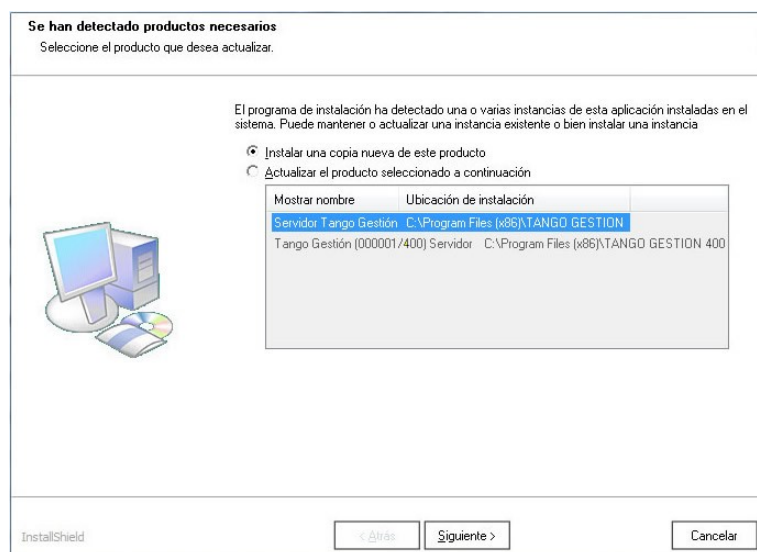 Se han detectado productos necesarios
Seleccione el producto que desea actualizar.
El programa de instalación ha detectado una o varias instancias de esta aplicación instaladas en el
sistema. Puede mantener o actualizar una instancia existente o bien instalar una instancia
Instalar una copia nueva de este producto
Actualizar el producto seleccionado a continuación
Mostrar nombre Ubicación de instalación
Servidor Tango Gestión C:\Program Files (x86)\TANGO GESTION
Tango Gestión (000001/400) Servidor C:\Program Files (x86)\TANGO GESTION 400
InstallShield
< Atrás Siguiente > Cancelar